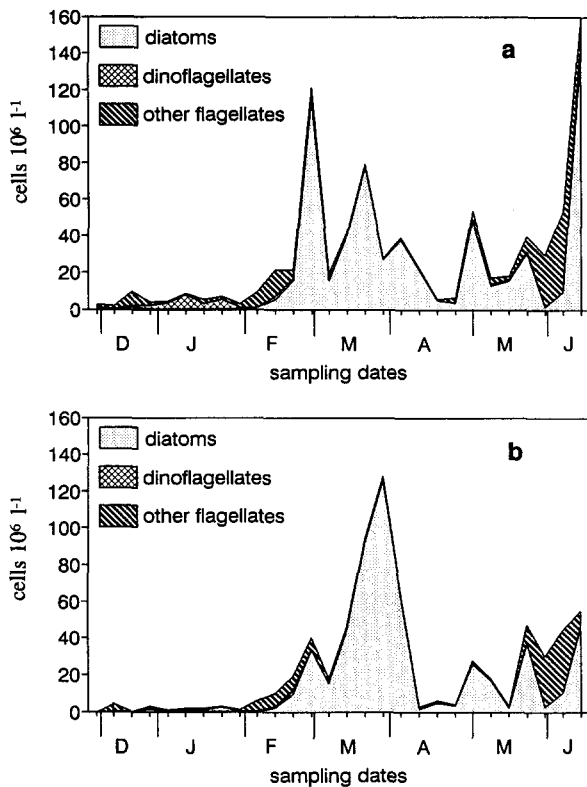 160
140
120
100
80
60
40
20
0
cells 10⁶ l⁻¹
diatoms
dinoflagellates
other flagellates
a
D J F M A M J
sampling dates
160
140
120
100
80
60
40
20
0
cells 10⁶ l⁻¹
diatoms
dinoflagellates
other flagellates
b
D J F M A M J
sampling dates